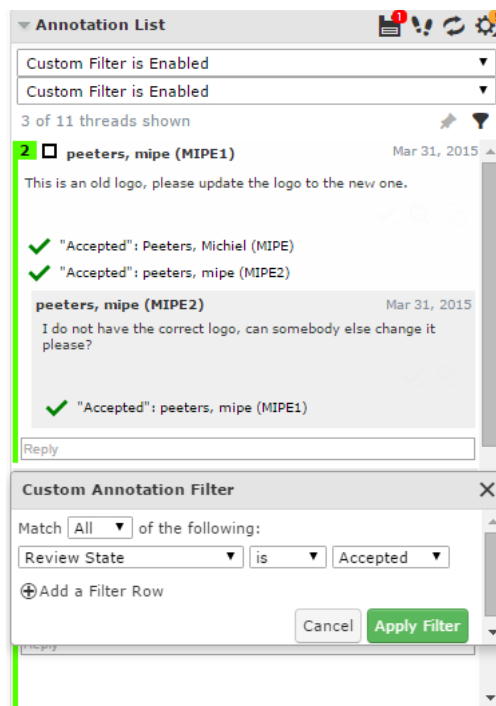 Annotation List
1
Custom Filter is Enabled
Custom Filter is Enabled
3 of 11 threads shown
2 peeters, mipe (MIPE1) Mar 31, 2015
This is an old logo, please update the logo to the new one.
"Accepted": Peeters, Michiel (MIPE)
"Accepted": peeters, mipe (MIPE2)
peeters, mipe (MIPE2) Mar 31, 2015
I do not have the correct logo, can somebody else change it
please?
"Accepted": peeters, mipe (MIPE1)
Reply
Custom Annotation Filter
Match All of the following:
Review State is Accepted
Add a Filter Row
Cancel Apply Filter